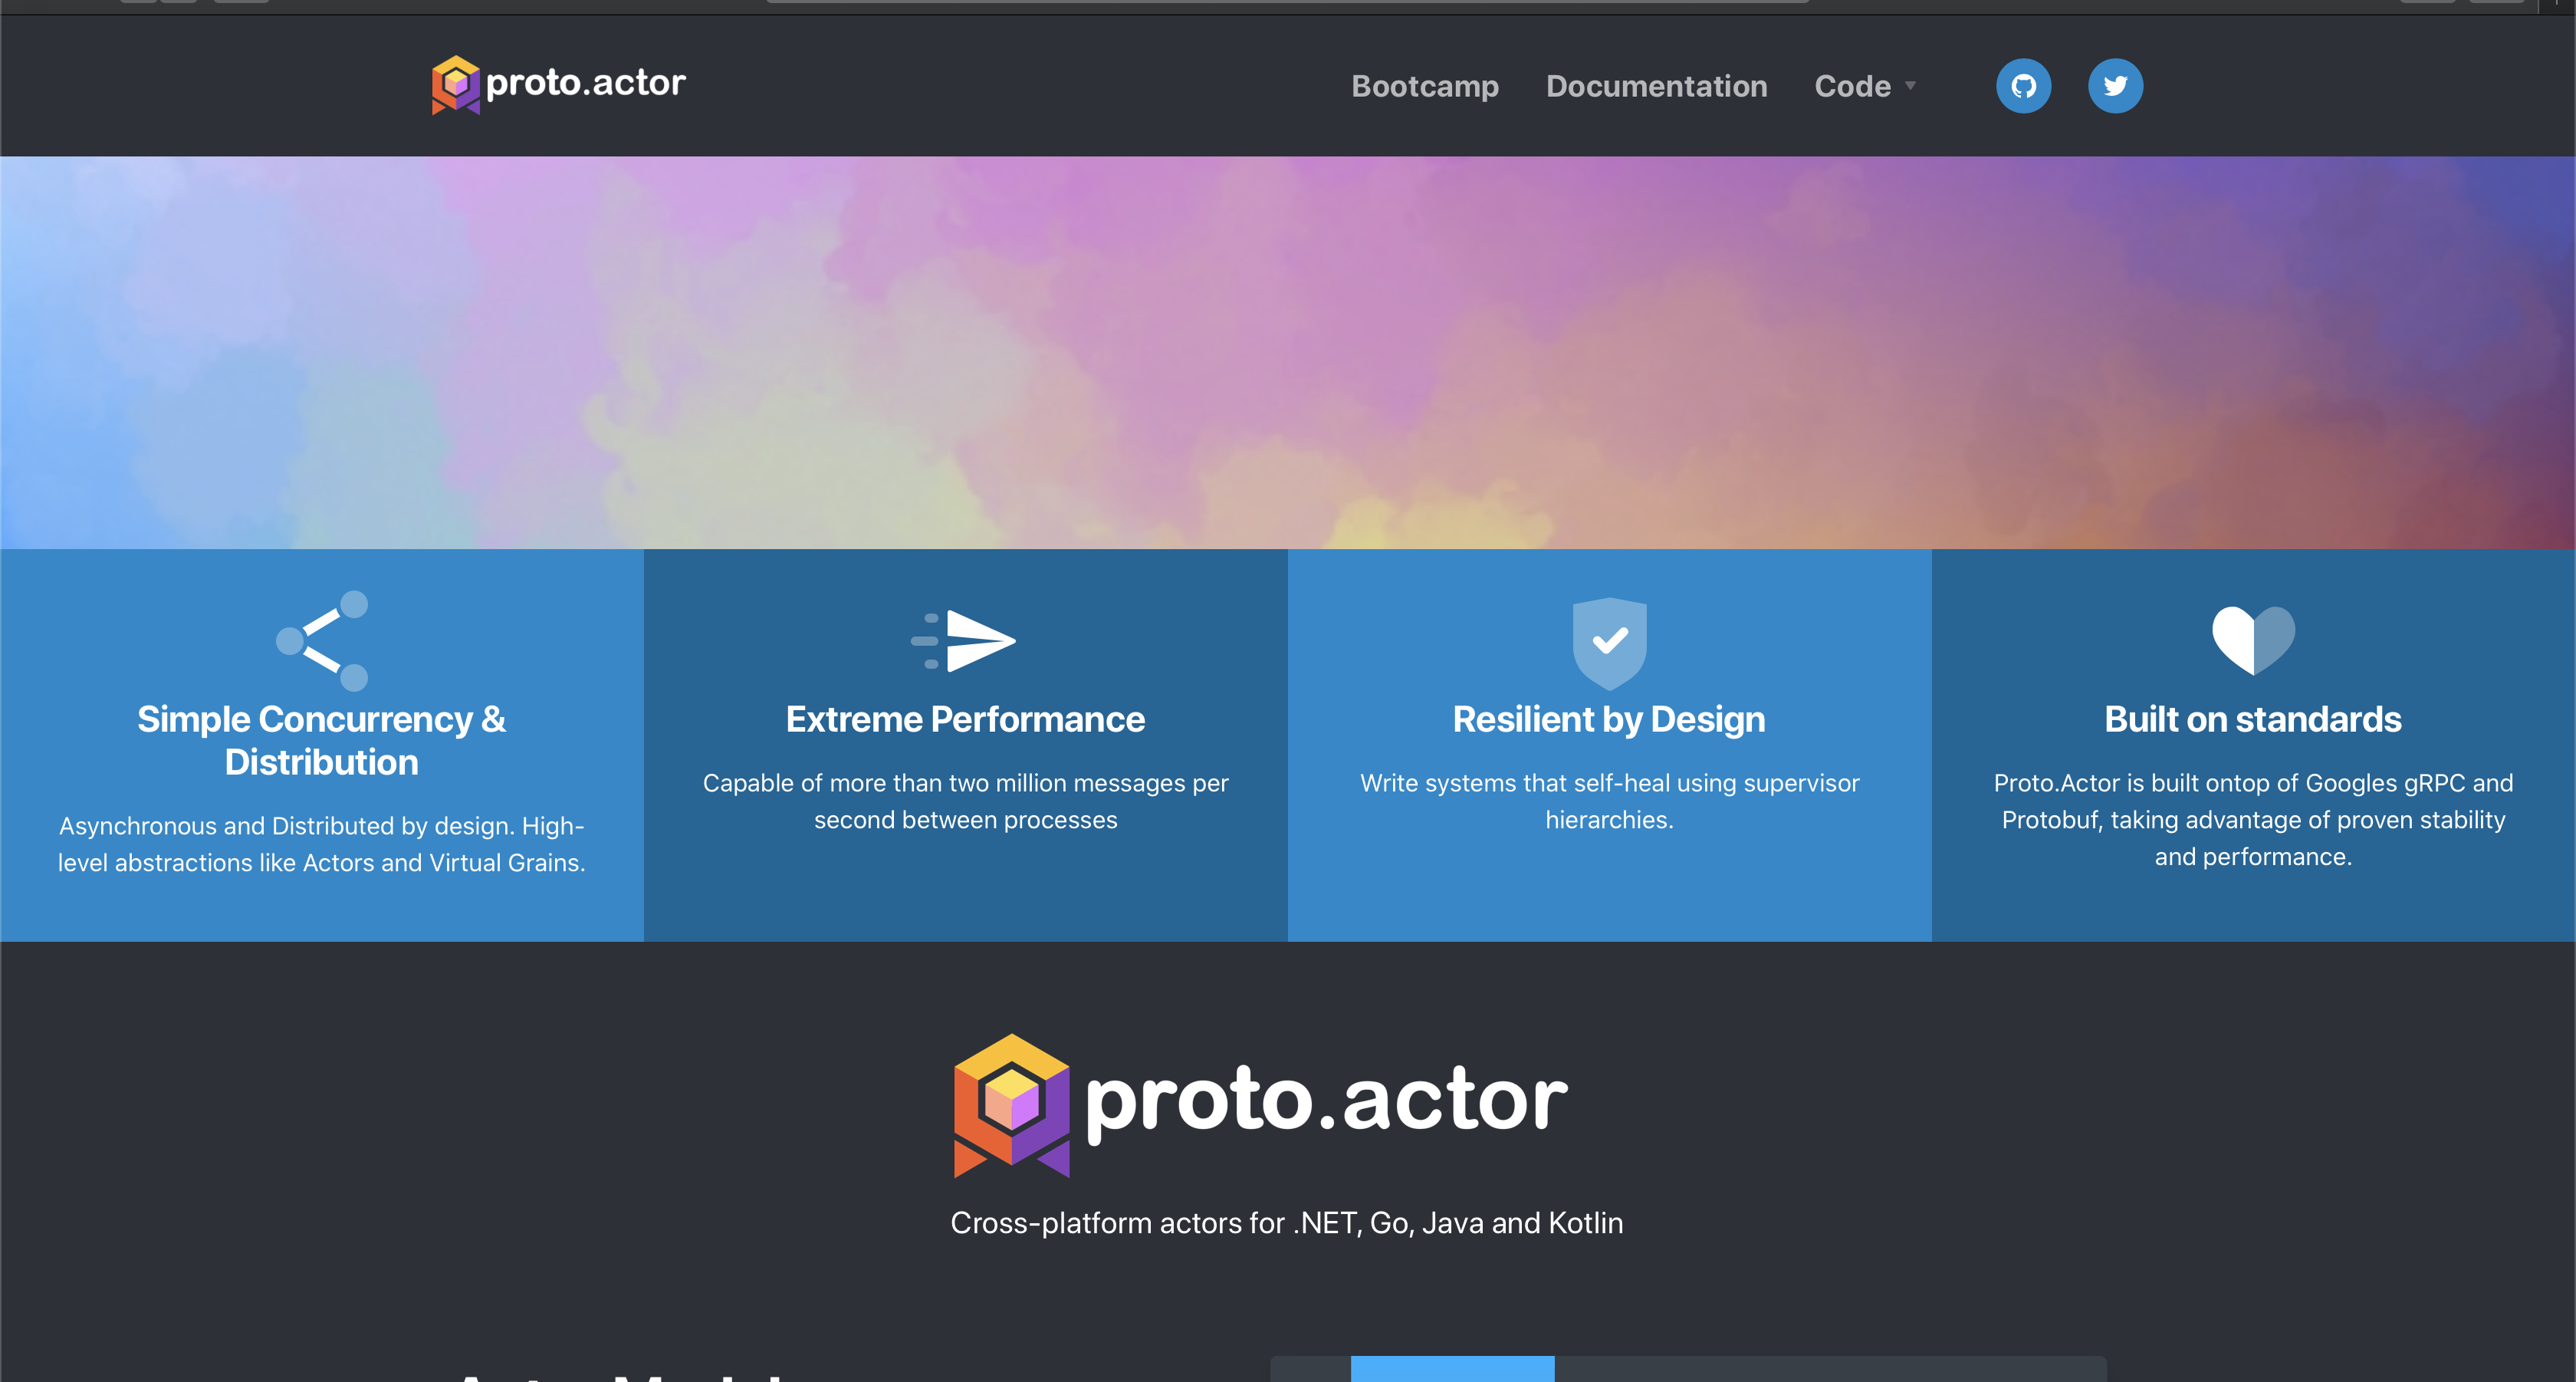 proto.actor
Bootcamp
Documentation
Code
Simple Concurrency &
Distribution
Asynchronous and Distributed by design. High-
level abstractions like Actors and Virtual Grains.
Extreme Performance
Capable of more than two million messages per
second between processes
Resilient by Design
Write systems that self-heal using supervisor
hierarchies.
Built on standards
Proto.Actor is built ontop of Googles gRPC and
Protobuf, taking advantage of proven stability
and performance.
proto.actor
Cross-platform actors for .NET, Go, Java and Kotlin